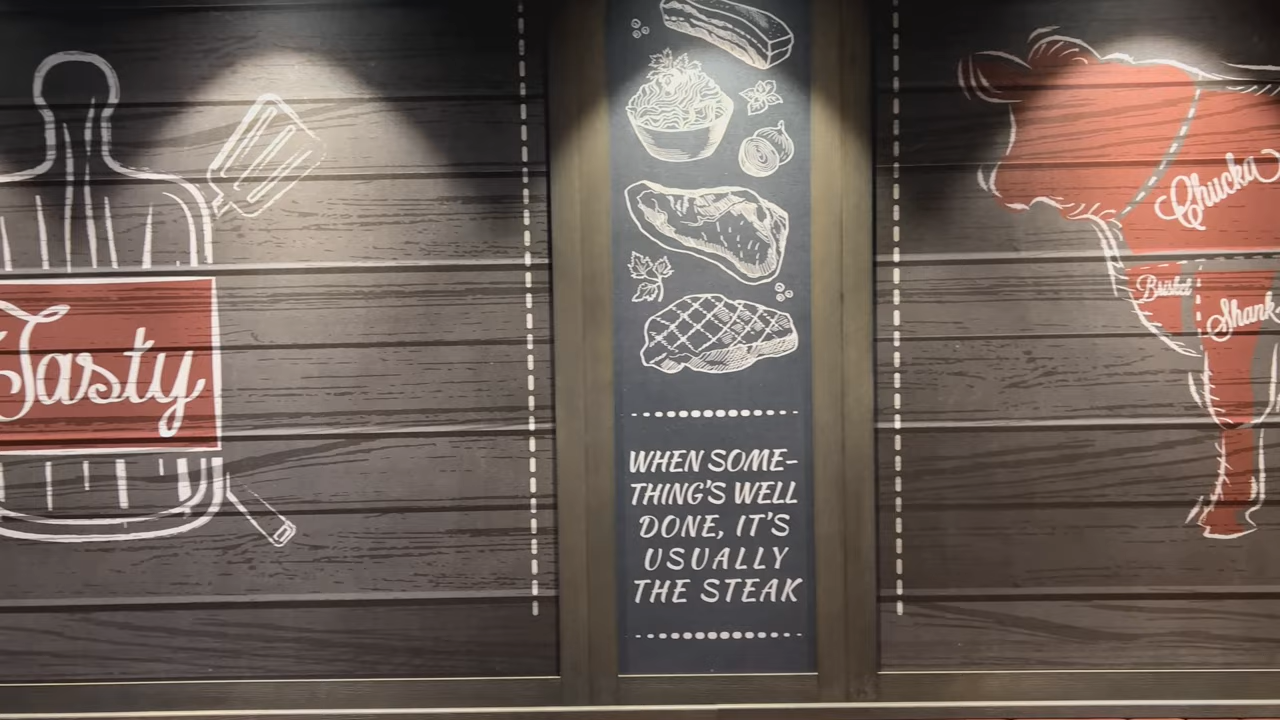 Tasty
WHEN SOME-
THING'S WELL
DONE, IT'S
USUALLY
THE STEAK
Chuck
Brisket
Shank